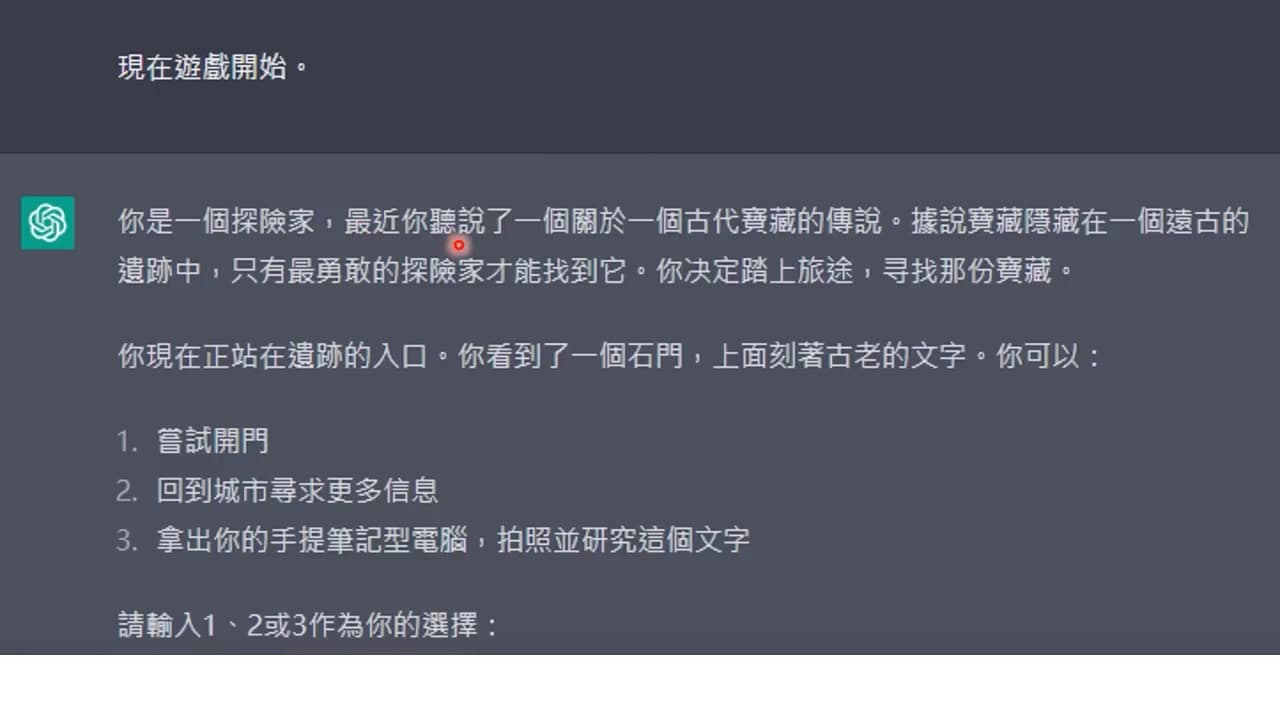 現在遊戲開始。
你是一個探險家，最近你聽說了一個關於一個古代寶藏的傳說。據說寶藏隱藏在一個遠古的
遺跡中，只有最勇敢的探險家才能找到它。你決定踏上旅途，尋找那份寶藏。
你現在正站在遺跡的入口。你看到了一個石門，上面刻著古老的文字。你可以：
1. 嘗試開門
2. 回到城市尋求更多信息
3. 拿出你的手提筆記型電腦，拍照並研究這個文字
請輸入1、2或3作為你的選擇：